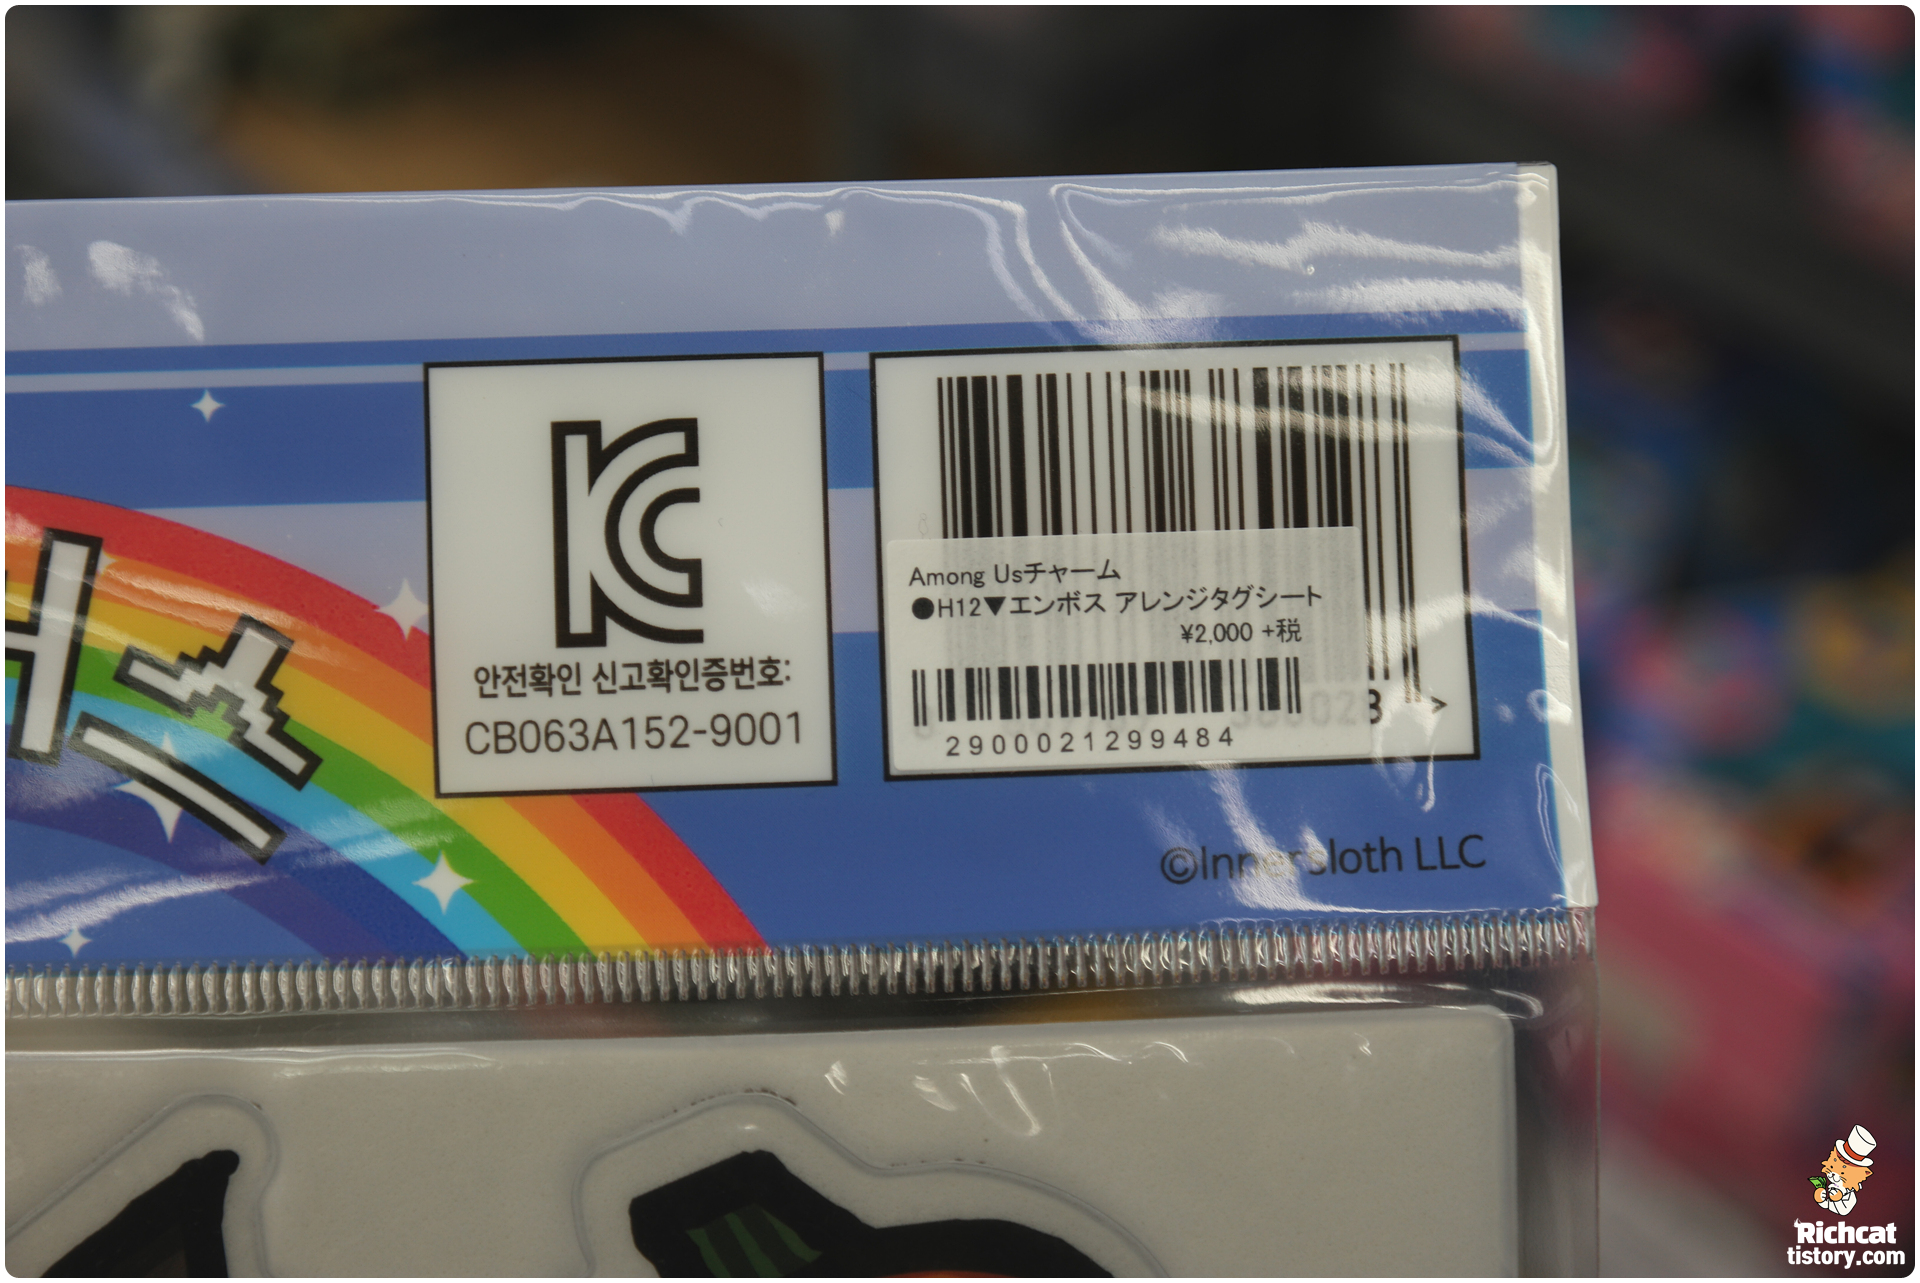 KC
안전확인 신고확인증번호:
CB063A152-9001
Among Usチャーム
●H12▼エンボス アレンジタグシート
¥2,000 +税
2900021299484
8 >
©Innersloth LLC
Richcat
tistory.com